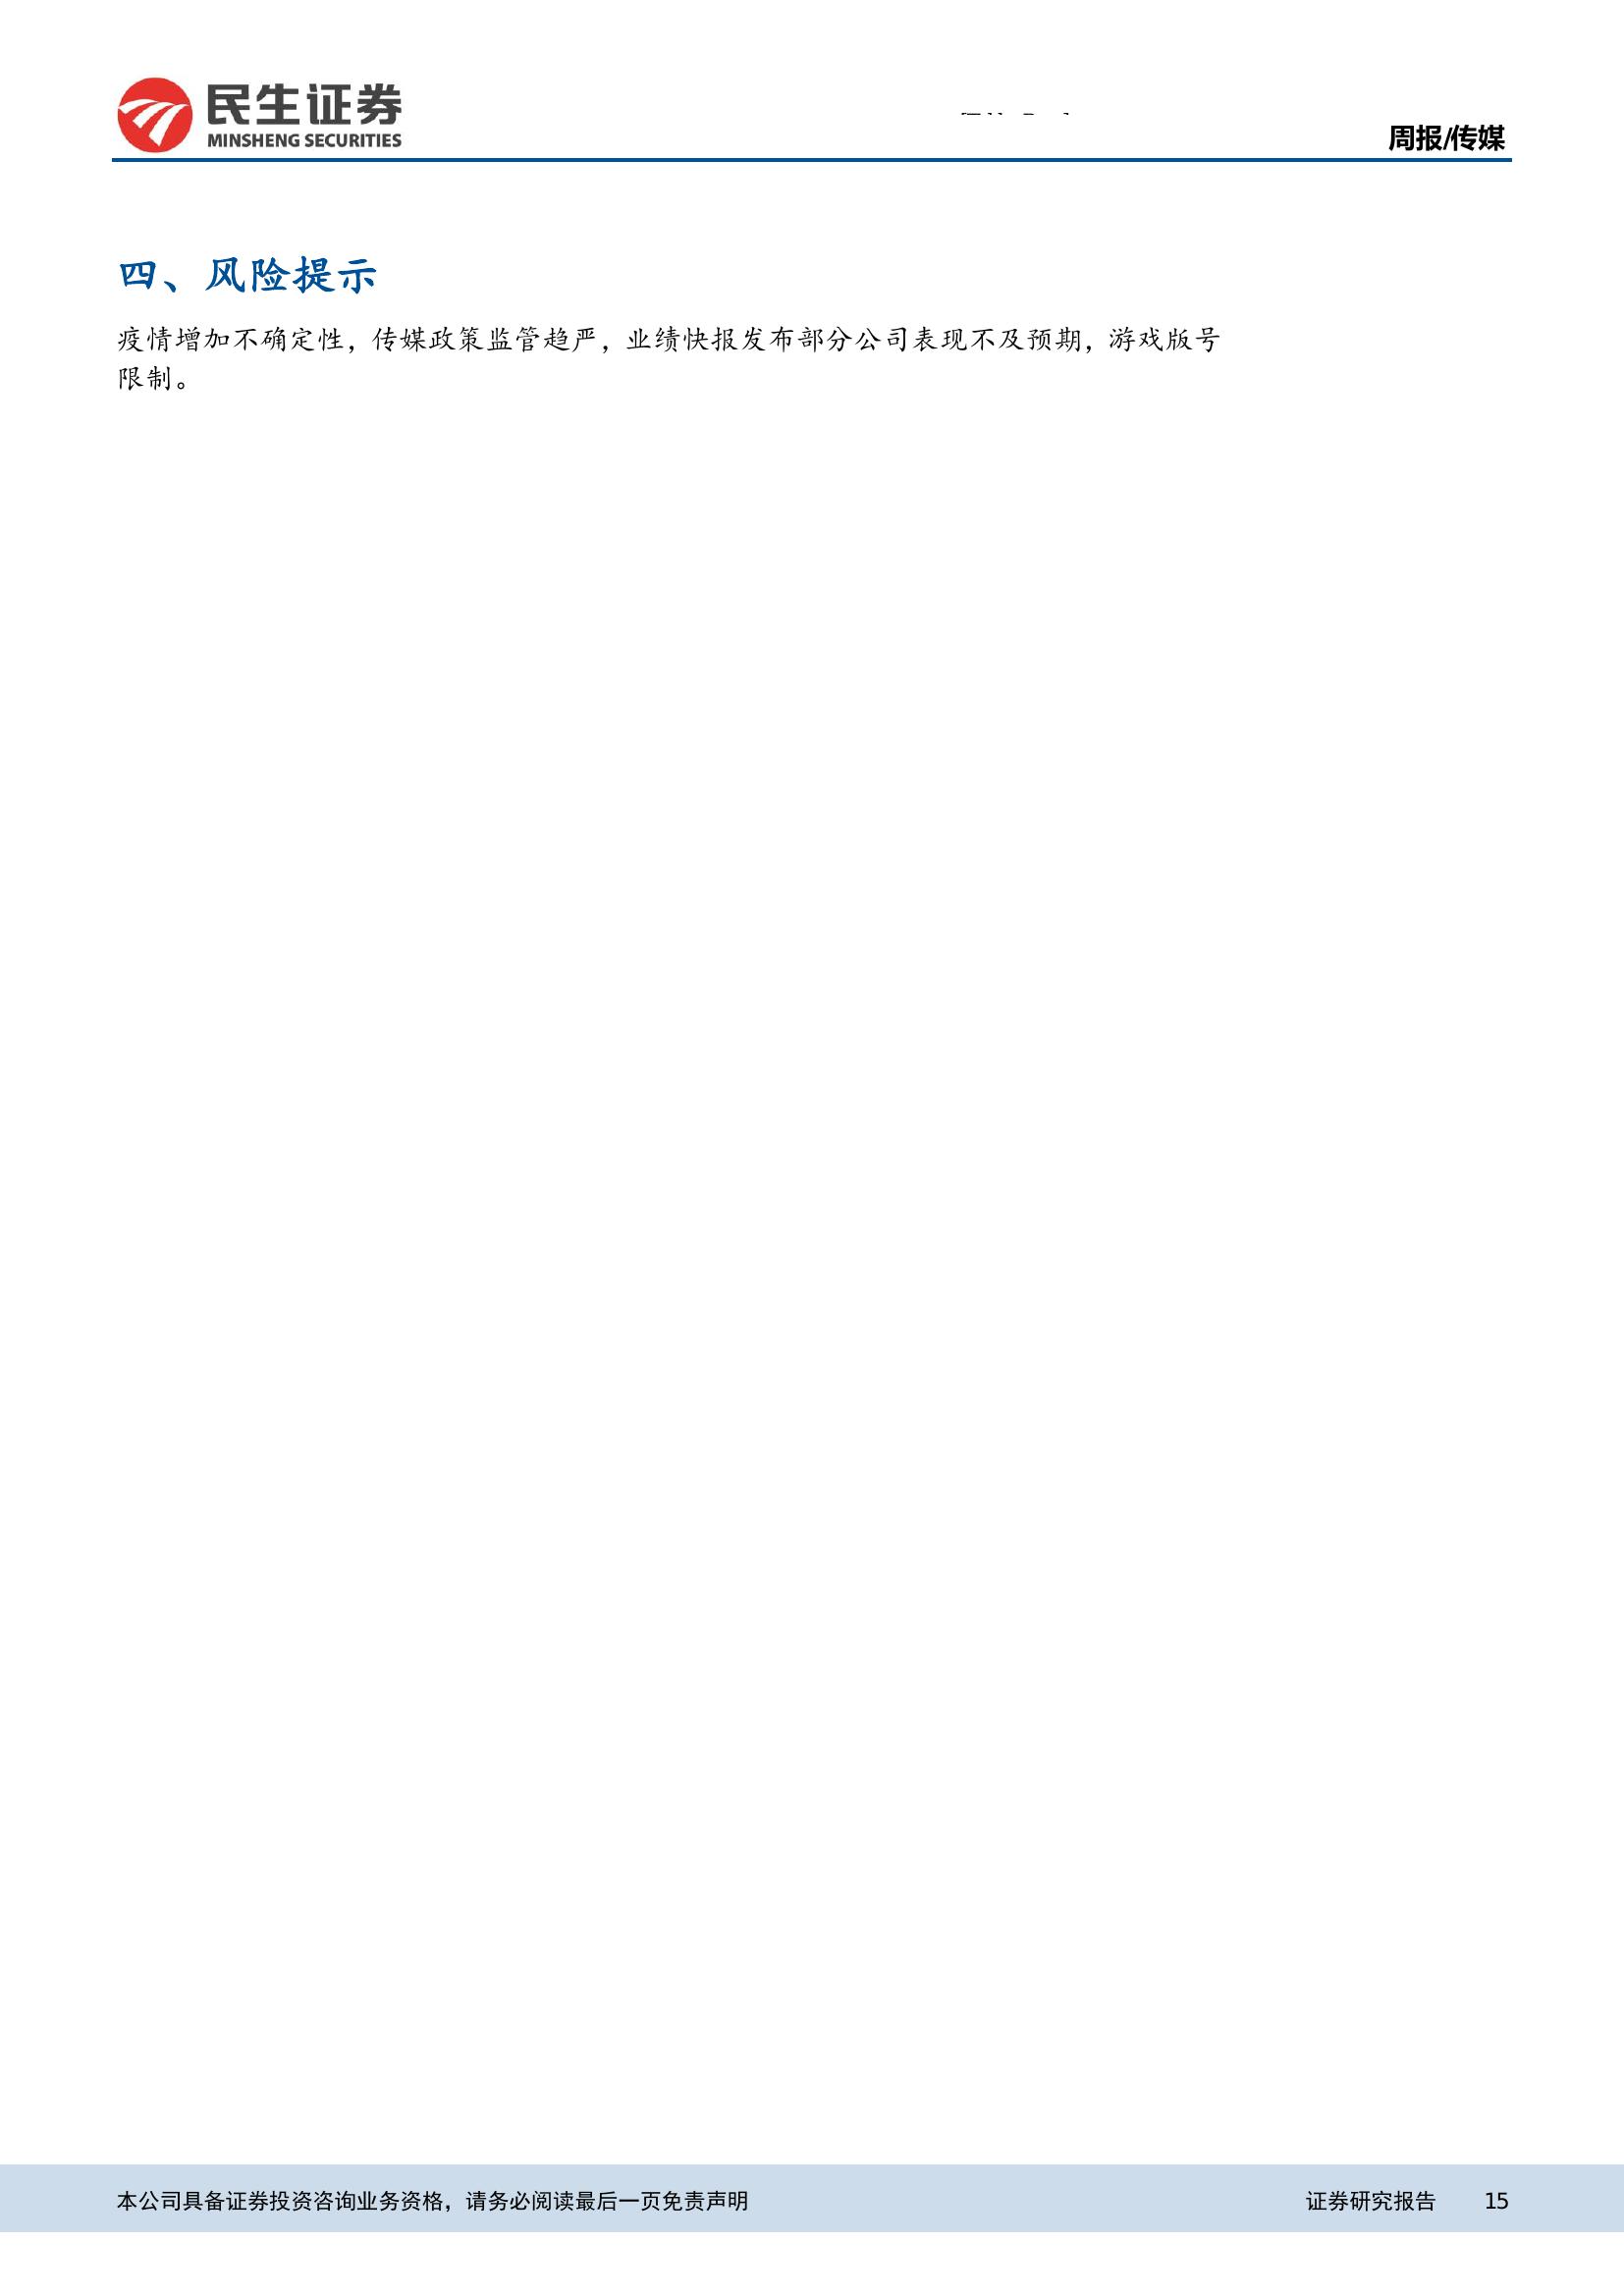 民生证券
MINSHENG SECURITIES
周报/传媒
四、风险提示
疫情增加不确定性，传媒政策监管趋严，业绩快报发布部分公司表现不及预期，游戏版号
限制。
本公司具备证券投资咨询业务资格，请务必阅读最后一页免责声明
证券研究报告 15